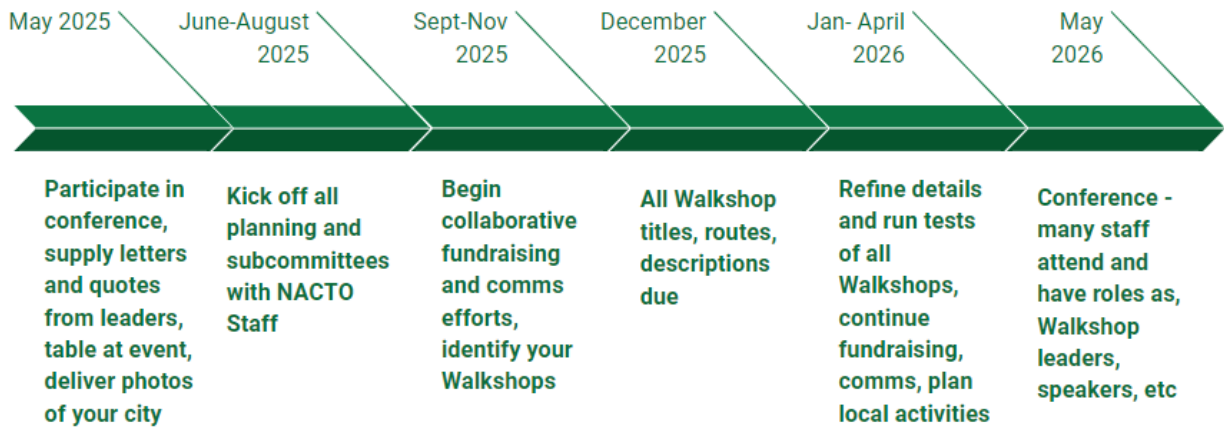 May 2025
June-August
2025
Sept-Nov
2025
December
2025
Jan- April
2026
May
2026
Participate in
conference,
supply letters
and quotes
from leaders,
table at event,
deliver photos
of your city
Kick off all
planning and
subcommittees
with NACTO
Staff
Begin
collaborative
fundraising
and comms
efforts,
identify your
Walkshops
All Walkshop
titles, routes,
descriptions
due
Refine details
and run tests
of all
Walkshops,
continue
fundraising,
comms, plan
local activities
Conference -
many staff
attend and
have roles as,
Walkshop
leaders,
speakers, etc